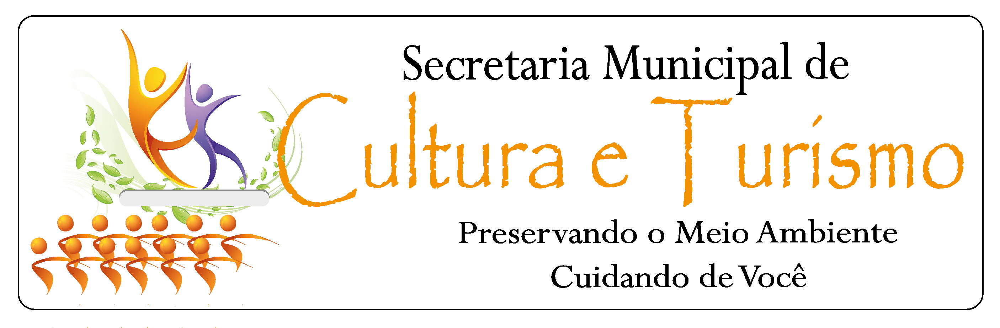 Secretaria Municipal de
Cultura e Turismo
Preservando o Meio Ambiente
Cuidando de Você